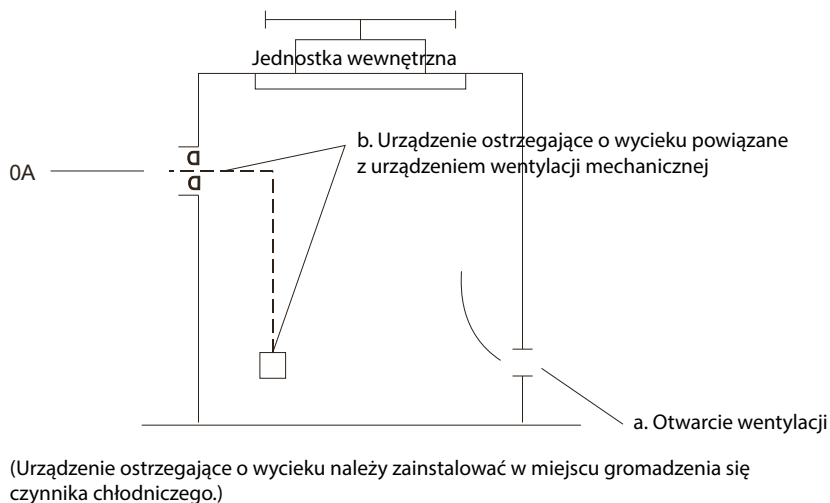 Jednostka wewnętrzna
b. Urządzenie ostrzegające o wycieku powiązane
z urządzeniem wentylacji mechanicznej
0A
a. Otwarcie wentylacji
(Urządzenie ostrzegające o wycieku należy zainstalować w miejscu gromadzenia się
czynnika chłodniczego.)